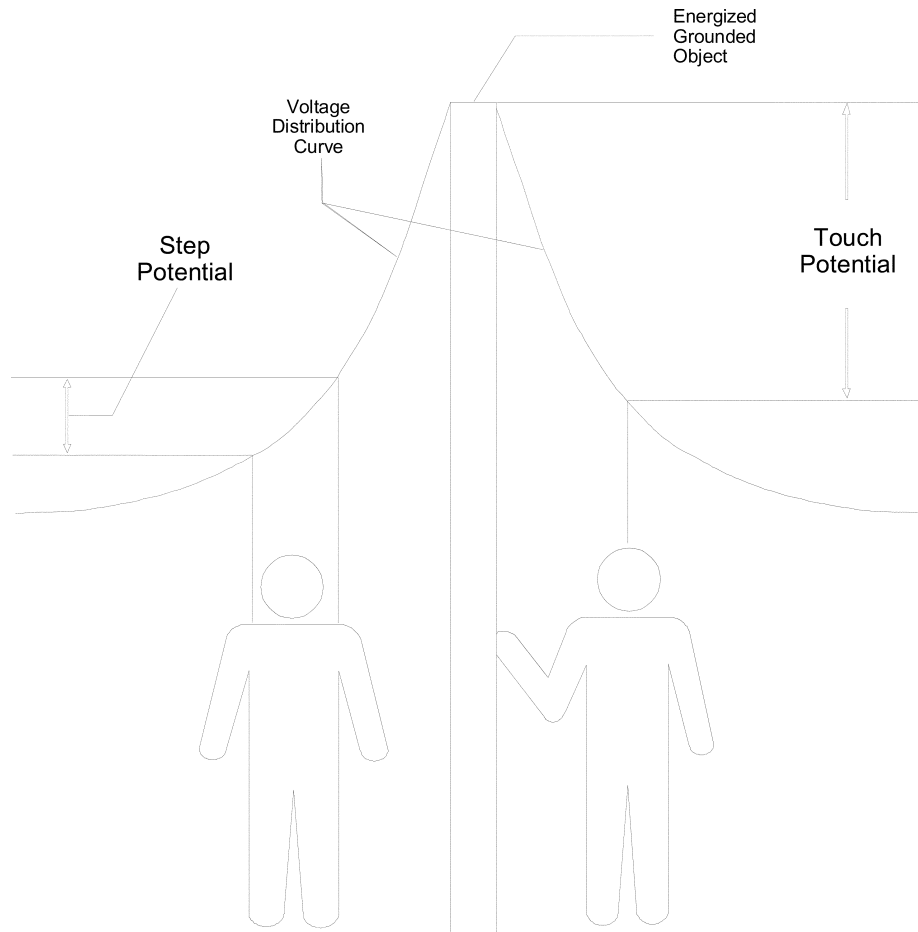 Energized
Grounded
Object
Voltage
Distribution
Curve
Step
Potential
Touch
Potential